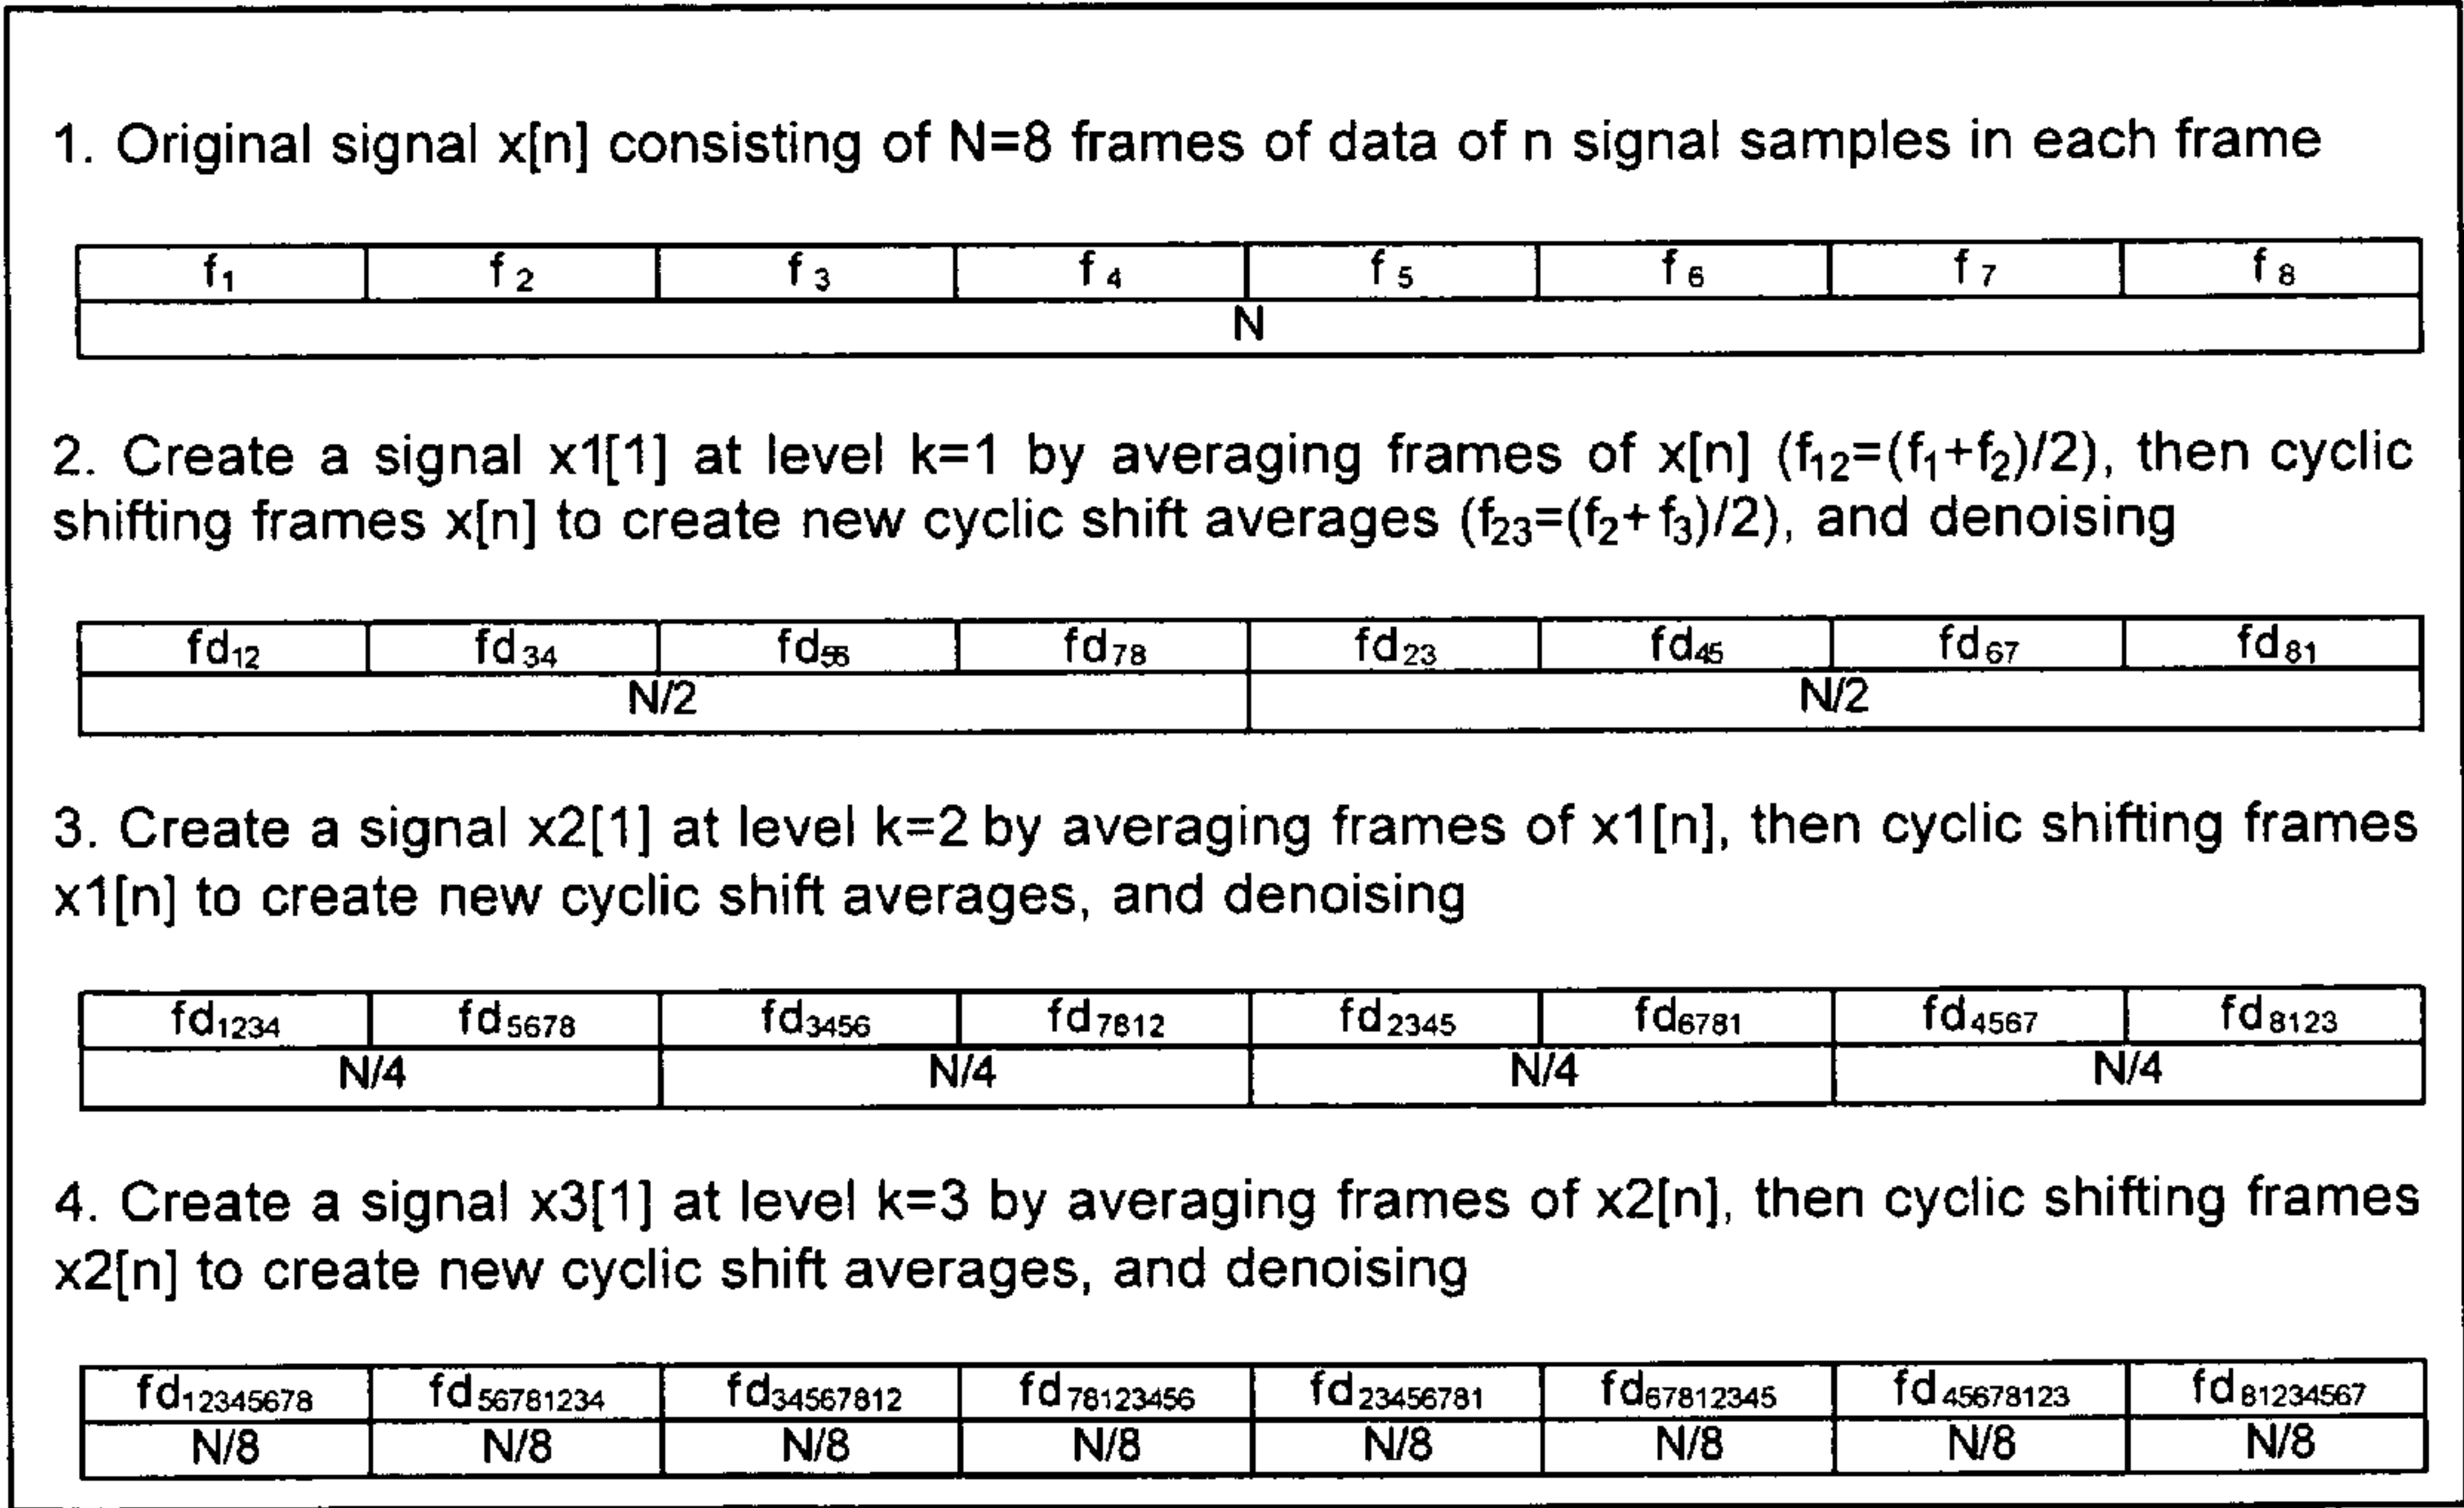 1. Original signal x[n] consisting of N=8 frames of data of n signal samples in each frame
f1 f2 f3 f4 f5 f6 f7 f8
N
2. Create a signal x1[1] at level k=1 by averaging frames of x[n] (f12=(f1+f2)/2), then cyclic
shifting frames x[n] to create new cyclic shift averages (f23=(f2+f3)/2), and denoising
fd12 fd34 fd56 fd78 fd23 fd45 fd67 fd81
N/2 N/2
3. Create a signal x2[1] at level k=2 by averaging frames of x1[n], then cyclic shifting frames
x1[n] to create new cyclic shift averages, and denoising
fd1234 fd5678 fd3456 fd7812 fd2345 fd6781 fd4567 fd8123
N/4 N/4 N/4 N/4
4. Create a signal x3[1] at level k=3 by averaging frames of x2[n], then cyclic shifting frames
x2[n] to create new cyclic shift averages, and denoising
fd12345678 fd56781234 fd34567812 fd78123456 fd23456781 fd67812345 fd45678123 fd81234567
N/8 N/8 N/8 N/8 N/8 N/8 N/8 N/8